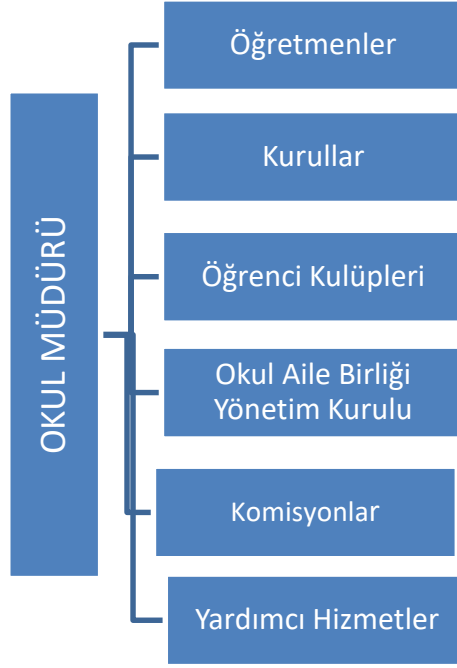 OKUL MÜDÜRÜ
Öğretmenler
Kurullar
Öğrenci Kulüpleri
Okul Aile Birliği
Yönetim Kurulu
Komisyonlar
Yardımcı Hizmetler